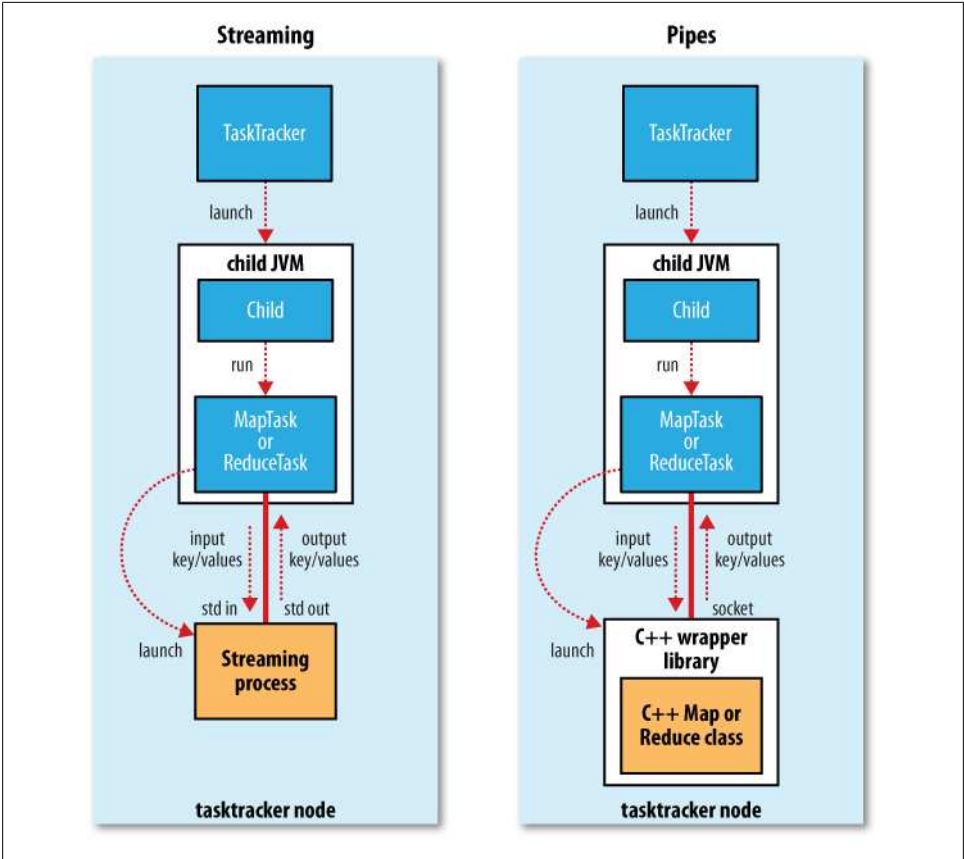 Streaming
TaskTracker
launch
child JVM
Child
run
MapTask
or
ReduceTask
input
key/values
output
key/values
std in
std out
launch
Streaming
process
tasktracker node
Pipes
TaskTracker
launch
child JVM
Child
run
MapTask
or
ReduceTask
input
key/values
output
key/values
socket
launch
C++ wrapper
library
C++ Map or
Reduce class
tasktracker node